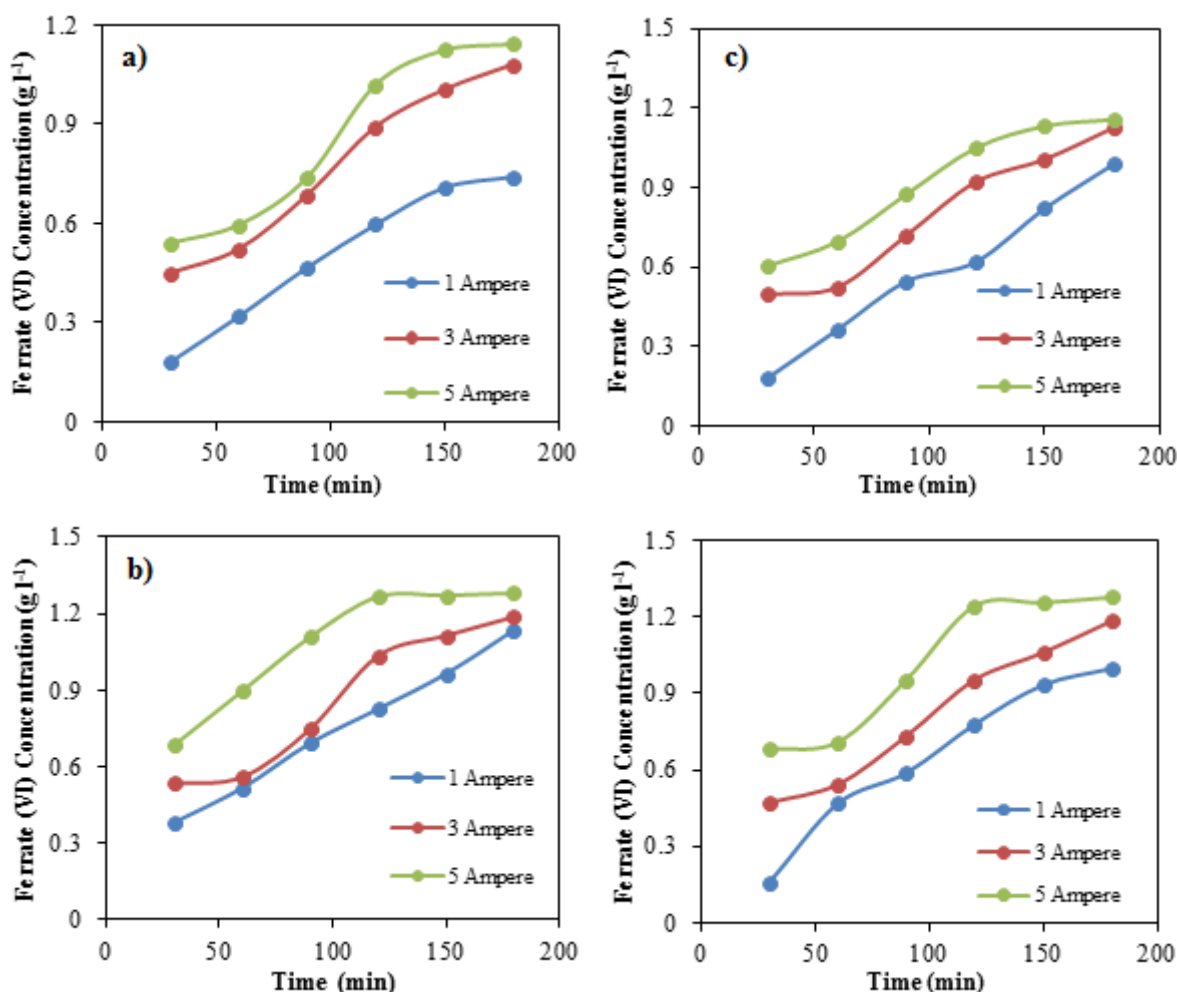 a)
Ferrate (VI) Concentration (g l⁻¹)
1.2
0.9
0.6
0.3
0
0 50 100 150 200
Time (min)
1 Ampere
3 Ampere
5 Ampere
c)
Ferrate (VI) Concentration (g l⁻¹)
1.5
1.2
0.9
0.6
0.3
0
0 50 100 150 200
Time (min)
1 Ampere
3 Ampere
5 Ampere
b)
Ferrate (VI) Concentration (g l⁻¹)
1.5
1.2
0.9
0.6
0.3
0
0 50 100 150 200
Time (min)
1 Ampere
3 Ampere
5 Ampere
Ferrate (VI) Concentration (g l⁻¹)
1.5
1.2
0.9
0.6
0.3
0
0 50 100 150 200
Time (min)
1 Ampere
3 Ampere
5 Ampere